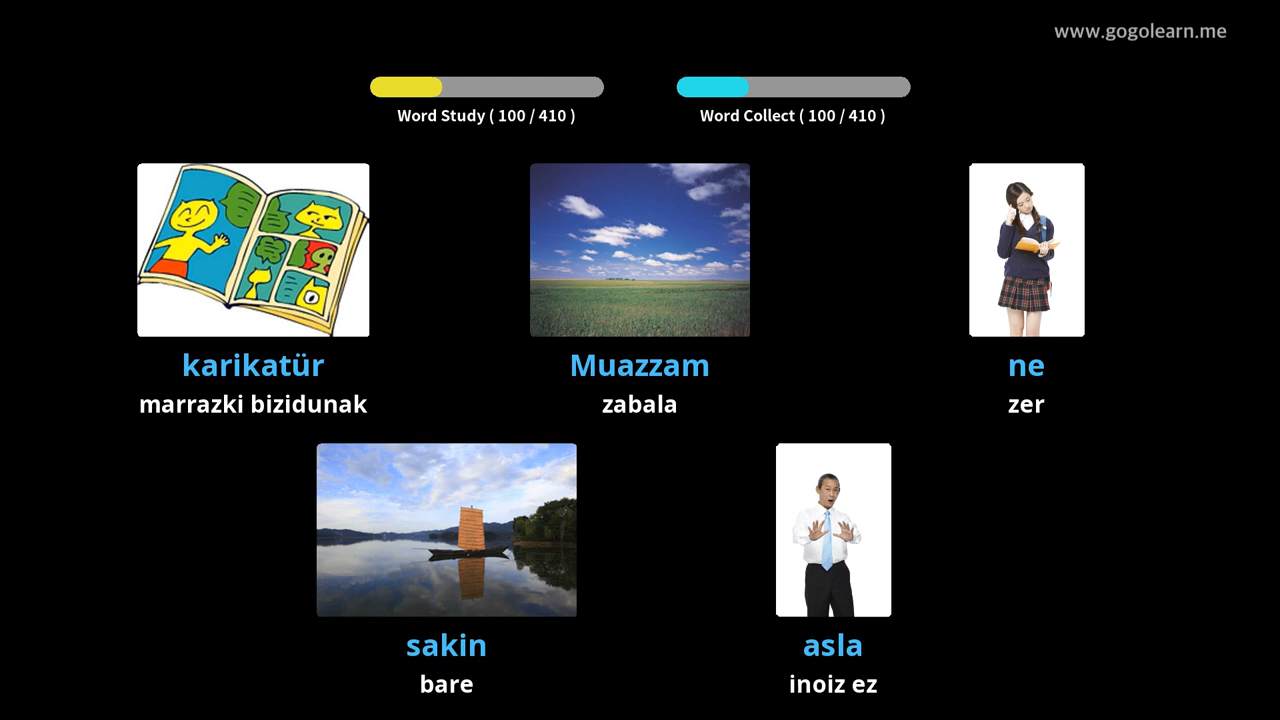 www.gogolearn.me
Word Study ( 100 / 410 )
Word Collect ( 100 / 410 )
karikatür
marrazki bizidunak
Muazzam
zabala
ne
zer
sakin
bare
asla
inoiz ez